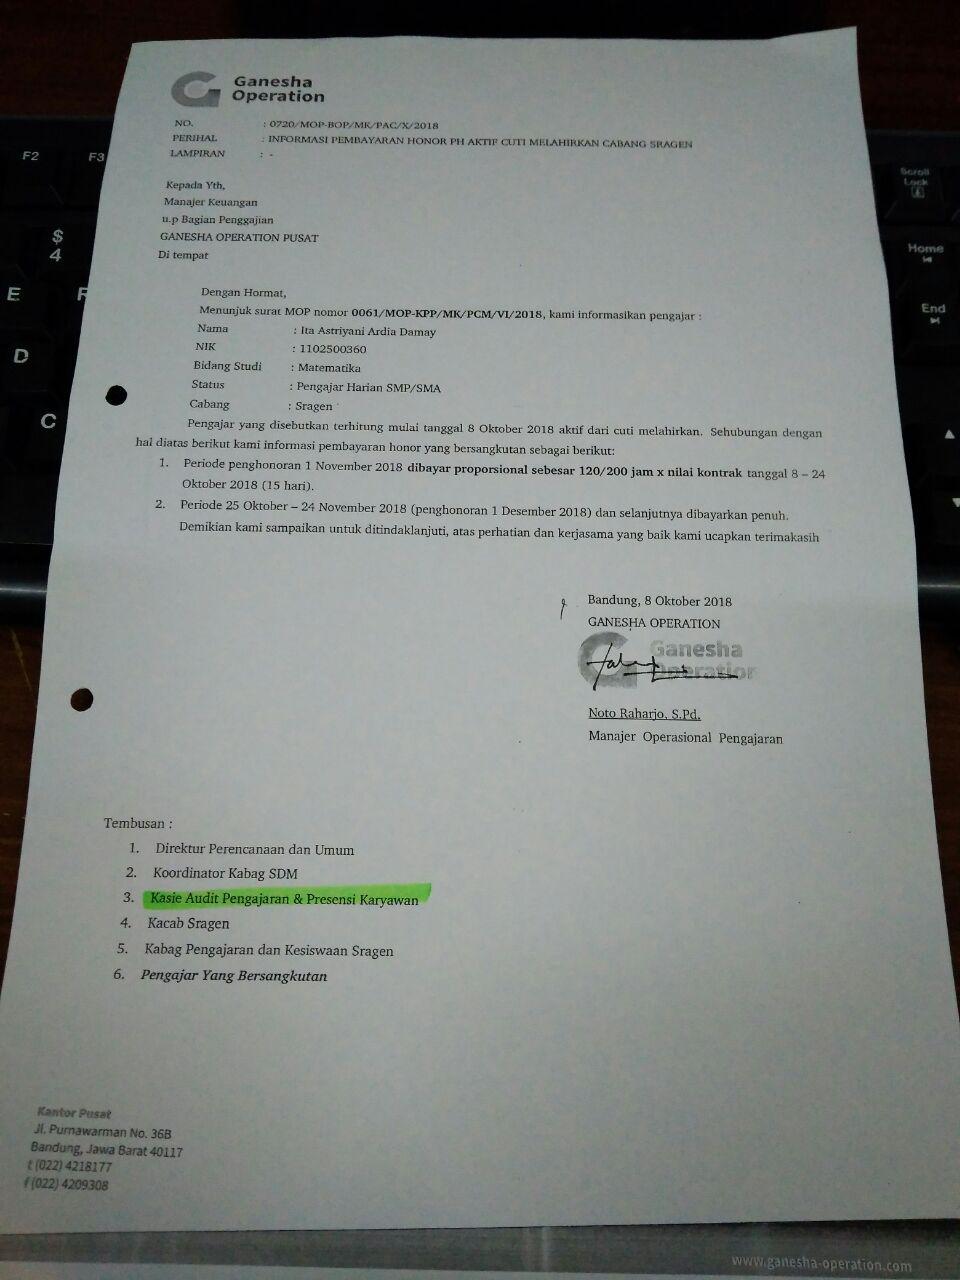 Ganesha
Operation
NO. : 0720/MOP-BOP/MK/PAC/X/2018
PERIHAL : INFORMASI PEMBAYARAN HONOR PH AKTIF CUTI MELAHIRKAN CABANG SRAGEN
LAMPIRAN : -
Kepada Yth,
Manajer Keuangan
u.p Bagian Penggajian
GANESHA OPERATION PUSAT
Di tempat
Dengan Hormat,
Menunjuk surat MOP nomor 0061/MOP-KPP/MK/PCM/VI/2018, kami informasikan pengajar :
Nama : Ita Astriyani Ardia Damay
NIK : 1102500360
Bidang Studi : Matematika
Status : Pengajar Harian SMP/SMA
Cabang : Sragen
Pengajar yang disebutkan terhitung mulai tanggal 8 Oktober 2018 aktif dari cuti melahirkan. Sehubungan dengan
hal diatas berikut kami informasi pembayaran honor yang bersangkutan sebagai berikut:
1. Periode penghonoran 1 November 2018 dibayar proporsional sebesar 120/200 jam x nilai kontrak tanggal 8 – 24
Oktober 2018 (15 hari).
2. Periode 25 Oktober – 24 November 2018 (penghonoran 1 Desember 2018) dan selanjutnya dibayarkan penuh.
Demikian kami sampaikan untuk ditindaklanjuti, atas perhatian dan kerjasama yang baik kami ucapkan terimakasih
Bandung, 8 Oktober 2018
GANESHA OPERATION
Ganesha
Operation
Noto Raharjo, S.Pd.
Manajer Operasional Pengajaran
Tembusan :
1. Direktur Perencanaan dan Umum
2. Koordinator Kabag SDM
3. Kasie Audit Pengajaran & Presensi Karyawan
4. Kacab Sragen
5. Kabag Pengajaran dan Kesiswaan Sragen
6. Pengajar Yang Bersangkutan
Kantor Pusat
Jl. Purnawarman No. 36B
Bandung, Jawa Barat 40117
t (022) 4218177
f (022) 4209308
www.ganesha-operation.com
F2
F3
$
4
E
D
C
Scroll
Lock
Home
End